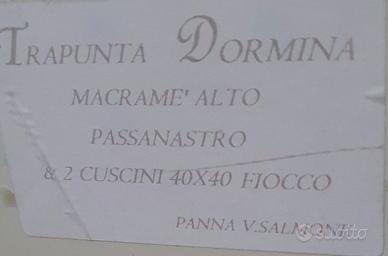 TRAPUNTA DORMINA
MACRAME' ALTO
PASSANASTRO
& 2 CUSCINI 40X40 FIOCCO
PANNA V.SALMONE
subito